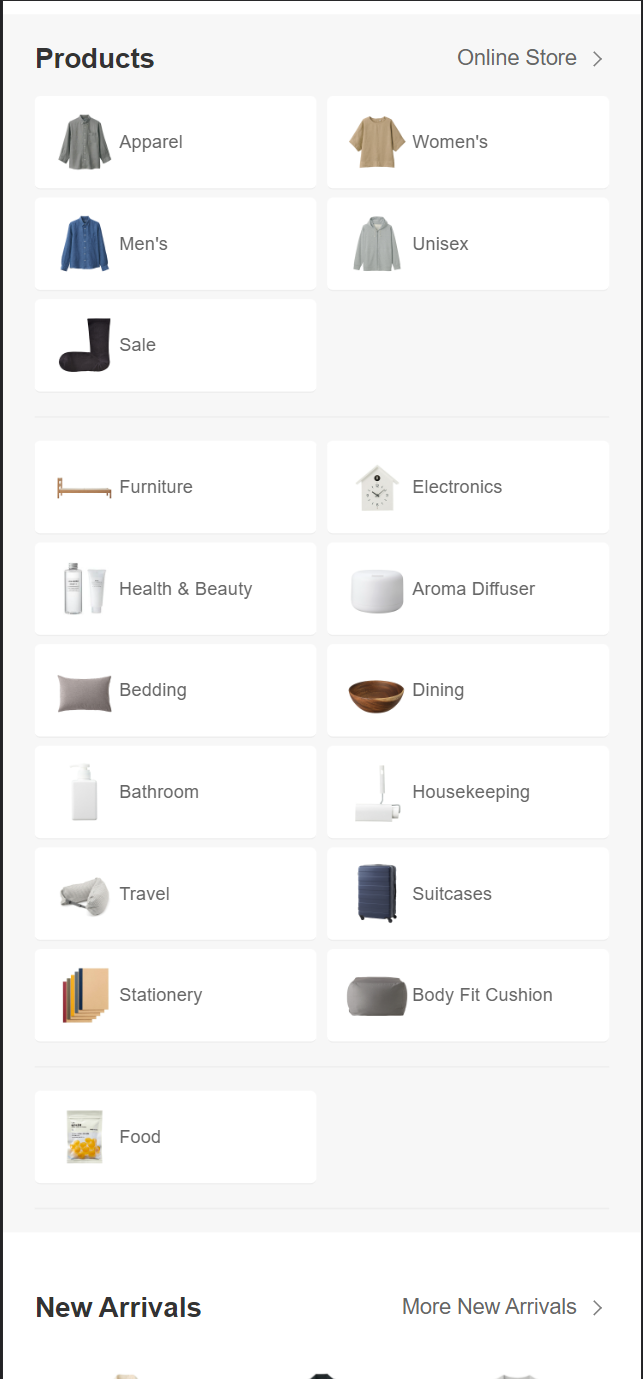 Products
Online Store
Apparel
Women's
Men's
Unisex
Sale
Furniture
Electronics
Health & Beauty
Aroma Diffuser
Bedding
Dining
Bathroom
Housekeeping
Travel
Suitcases
Stationery
Body Fit Cushion
Food
New Arrivals
More New Arrivals